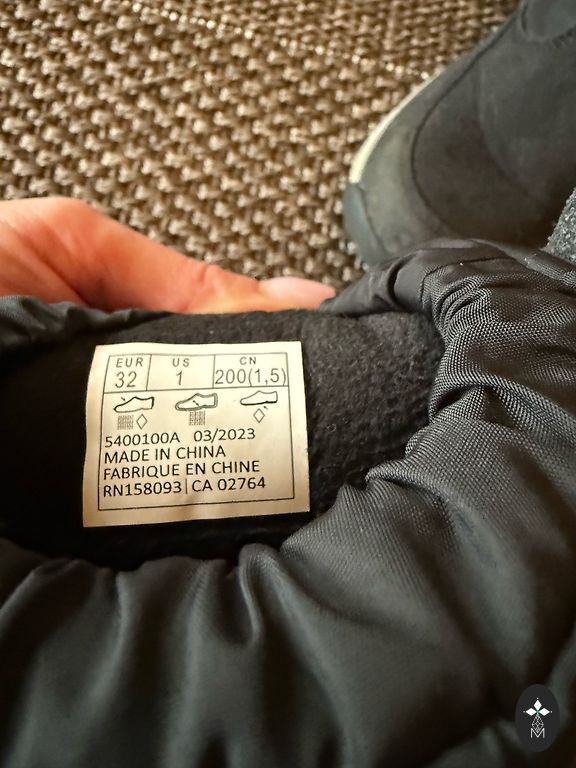 EUR US CN
32 1 200(1,5)
5400100A 03/2023
MADE IN CHINA
FABRIQUE EN CHINE
RN158093 | CA 02764
M